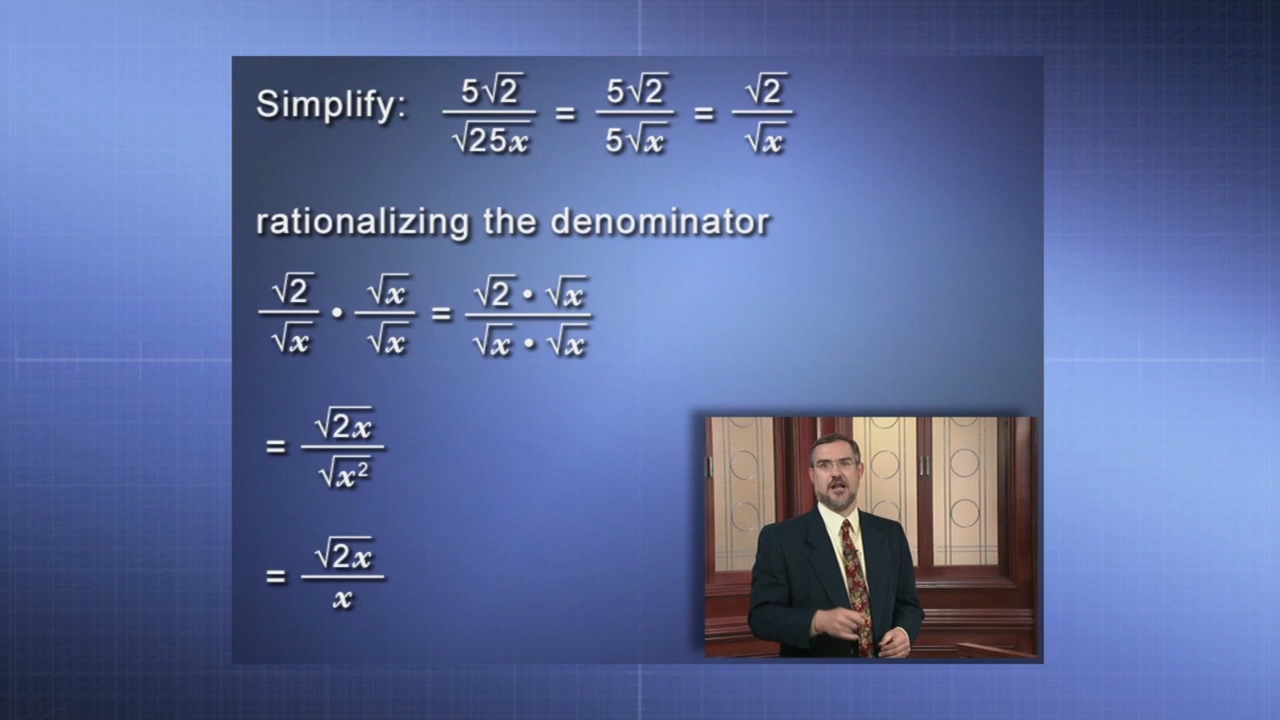 Simplify: 5√2/√25x = 5√2/5√x = √2/√x
rationalizing the denominator
√2/√x • √x/√x = √2 • √x/√x • √x
= √2x/√x²
= √2x/x